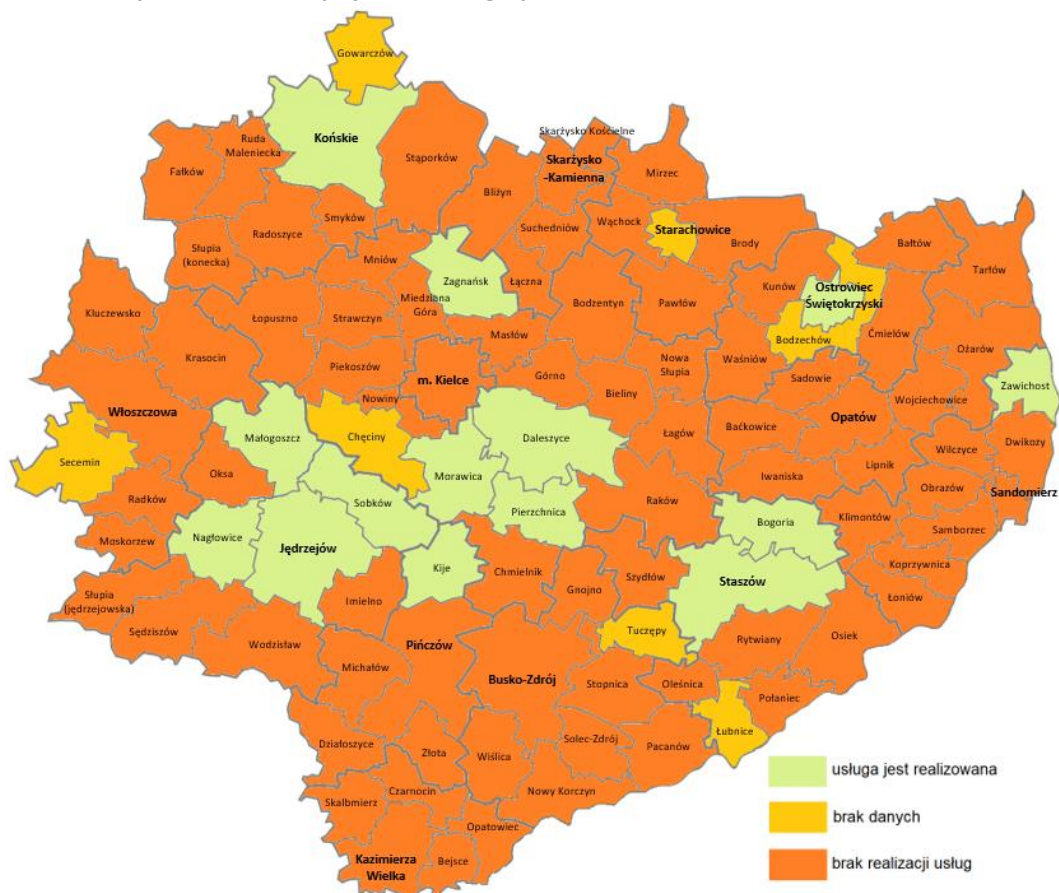 Gowarczów
Końskie
Ruda
Maleniecka
Fałków
Stąporków
Skarżysko Kościelne
Skarżysko
-Kamienna
Mirzec
Bliżyn
Smyków
Radoszyce
Słupia
(konecka)
Suchedniów
Wąchock
Starachowice
Brody
Bałtów
Tarłów
Mniów
Zagnańsk
Łączna
Kunów
Ostrowiec
Świętokrzyski
Kluczewsko
Łopuszno
Strawczyn
Miedziana
Góra
Bodzentyn
Pawłów
Masłów
Bodzechów
Ćmielów
Ożarów
Krasocin
Piekoszów
m. Kielce
Górno
Nowa
Słupia
Waśniów
Sadowie
Zawichost
Nowiny
Bieliny
Wojciechowice
Włoszczowa
Małogoszcz
Chęciny
Daleszyce
Łagów
Baćkowice
Opatów
Dwikozy
Wilczyce
Secemin
Oksa
Morawica
Iwaniska
Lipnik
Obrazów
Sandomierz
Radków
Sobków
Pierzchnica
Raków
Klimontów
Samborzec
Moskorzew
Nagłowice
Jędrzejów
Bogoria
Koprzywnica
Kije
Chmielnik
Gnojno
Szydłów
Staszów
Łoniów
Słupia
(jędrzejowska)
Imielno
Sędziszów
Wodzisław
Pińczów
Tuczępy
Rytwiany
Osiek
Michałów
Busko-Zdrój
Stopnica
Oleśnica
Połaniec
Łubnice
Działoszyce
Złota
Wiślica
Solec-Zdrój
Pacanów
Czarnocin
Skalbmierz
Nowy Korczyn
Opatowiec
Kazimierza
Wielka
Bejsce
usługa jest realizowana
brak danych
brak realizacji usług